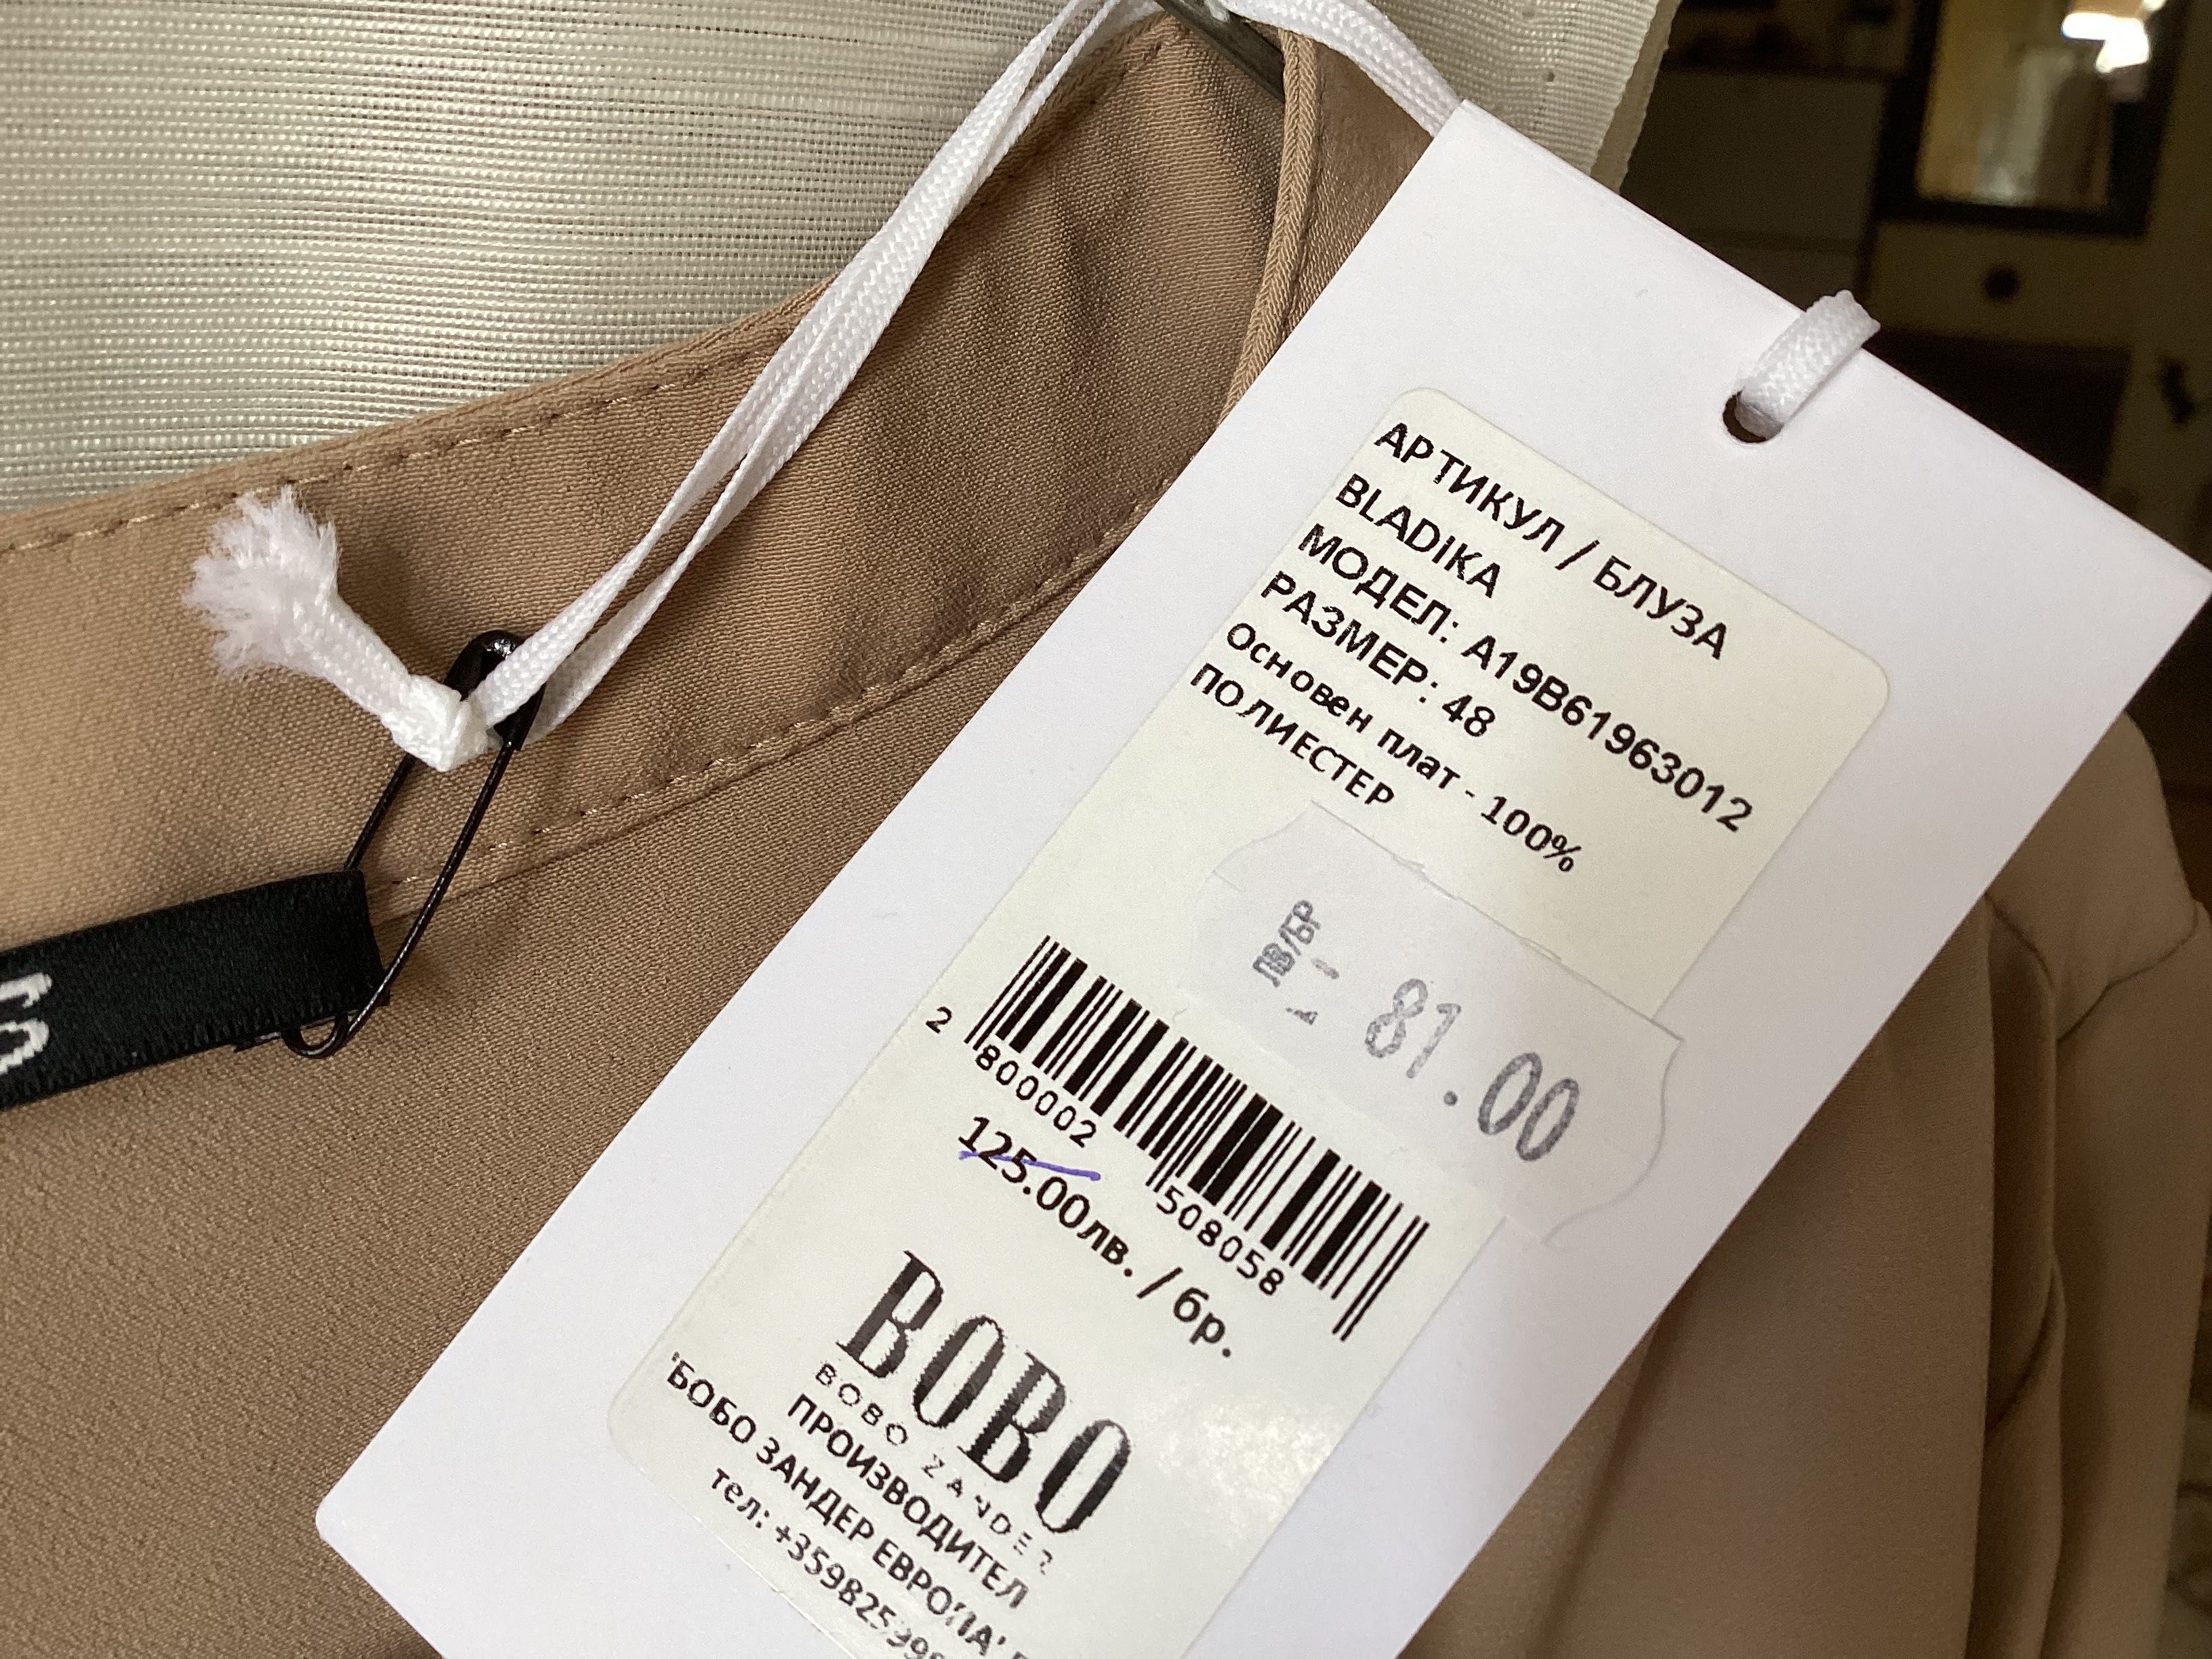 АРТИКУЛ / БЛУЗА
BLADIKA
МОДЕЛ: A19B61963012
РАЗМЕР: 48
Основен плат - 100%
ПОЛИЕСТЕР
ЛВ/БР
81.00
2 800002 508058
125.00лв. / бр.
BOBO
BOBO ZANDER
ПРОИЗВОДИТЕЛ
'БОБО ЗАНДЕР ЕВРОПА'
тел: